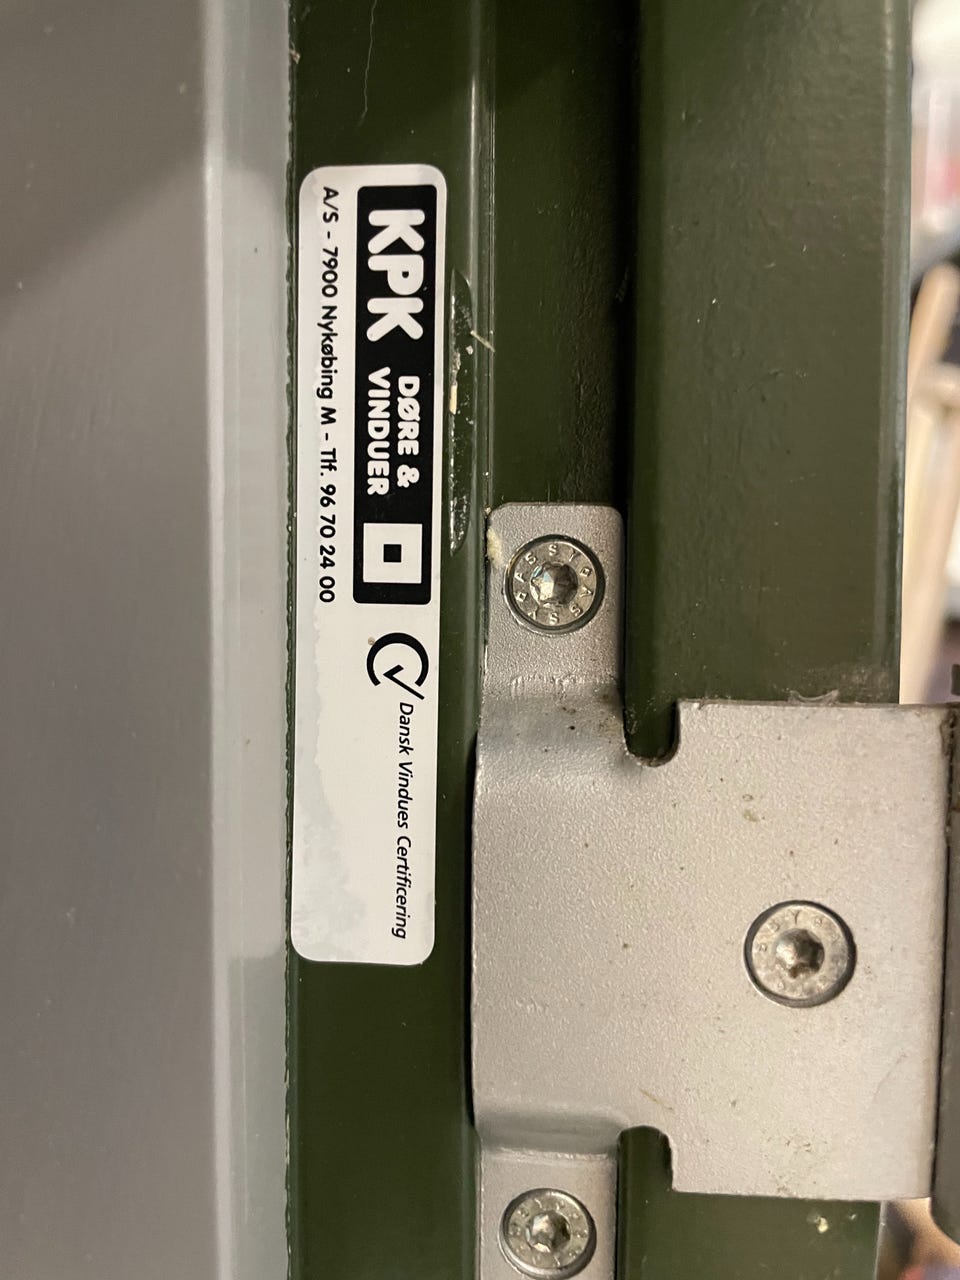 KPK DØRE &
VINDUER
A/S - 7900 Nykøbing M - Tlf. 96 70 24 00
Dansk Vindues Certificering